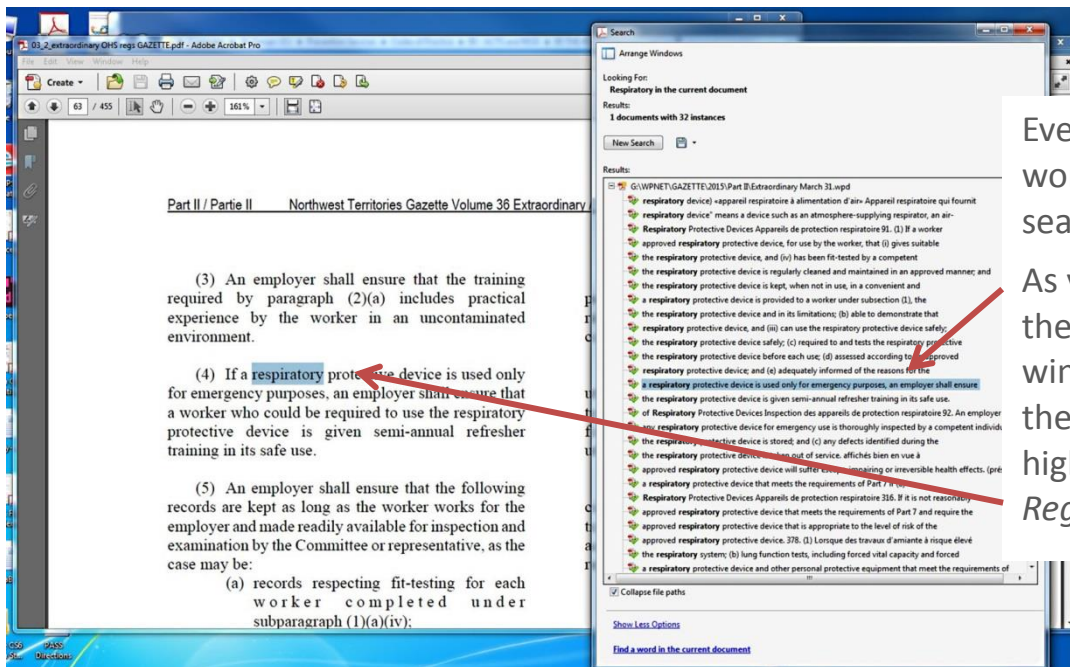 03_2_extraordinary OHS regs GAZETTE.pdf - Adobe Acrobat Pro
File Edit View Window Help
Create
63 / 455
161%
Part II / Partie II Northwest Territories Gazette Volume 36 Extraordinary
(3) An employer shall ensure that the training
required by paragraph (2)(a) includes practical
experience by the worker in an uncontaminated
environment.
(4) If a respiratory protective device is used only
for emergency purposes, an employer shall ensure that
a worker who could be required to use the respiratory
protective device is given semi-annual refresher
training in its safe use.
(5) An employer shall ensure that the following
records are kept as long as the worker works for the
employer and made readily available for inspection and
examination by the Committee or representative, as the
case may be:
(a) records respecting fit-testing for each
worker completed under
subparagraph (1)(a)(iv);
Search
Arrange Windows
Looking For:
Respiratory in the current document
Results:
1 documents with 32 instances
New Search
Results:
G:\WPNET\GAZETTE\2015\Part II\Extraordinary March 31.wpd
respiratory device) «appareil respiratoire à alimentation d'air» Appareil respiratoire qui fournit
respiratory device" means a device such as an atmosphere-supplying respirator, an air-
Respiratory Protective Devices Appareils de protection respiratoire 91. (1) If a worker
approved respiratory protective device, for use by the worker, that (i) gives suitable
the respiratory protective device, and (iv) has been fit-tested by a competent
the respiratory protective device is regularly cleaned and maintained in an approved manner; and
the respiratory protective device is kept, when not in use, in a convenient and
a respiratory protective device is provided to a worker under subsection (1), the
the respiratory protective device and in its limitations; (b) able to demonstrate that
respiratory protective device, and (iii) can use the respiratory protective device safely;
the respiratory protective device safely; (c) required to and tests the respiratory protective
the respiratory protective device before each use; (d) assessed according to approved
respiratory protective device; and (e) adequately informed of the reasons for the
a respiratory protective device is used only for emergency purposes, an employer shall ensure
the respiratory protective device is given semi-annual refresher training in its safe use.
of Respiratory Protective Devices Inspection des appareils de protection respiratoire 92. An employer
any respiratory protective device for emergency use is thoroughly inspected by a competent individu
the respiratory protective device is stored; and (c) any defects identified during the
the respiratory protective device out of service. affichés bien en vue à
approved respiratory protective device will suffer impairing or irreversible health effects. (pré
a respiratory protective device that meets the requirements of Part 7
Respiratory Protective Devices Appareils de protection respiratoire 316. If it is not reasonably
approved respiratory protective device that meets the requirements of Part 7 and require the
approved respiratory protective device that is appropriate to the level of risk of the
approved respiratory protective device. 378. (1) Lorsque des travaux d'amiante à risque élevé
the respiratory system; (b) lung function tests, including forced vital capacity and forced
a respiratory protective device and other personal protective equipment that meet the requirements of
Collapse file paths
Show Less Options
Find a word in the current document
Eve
wo
sea
As
the
win
the
hig
Reg
CS6 PASS
Directions